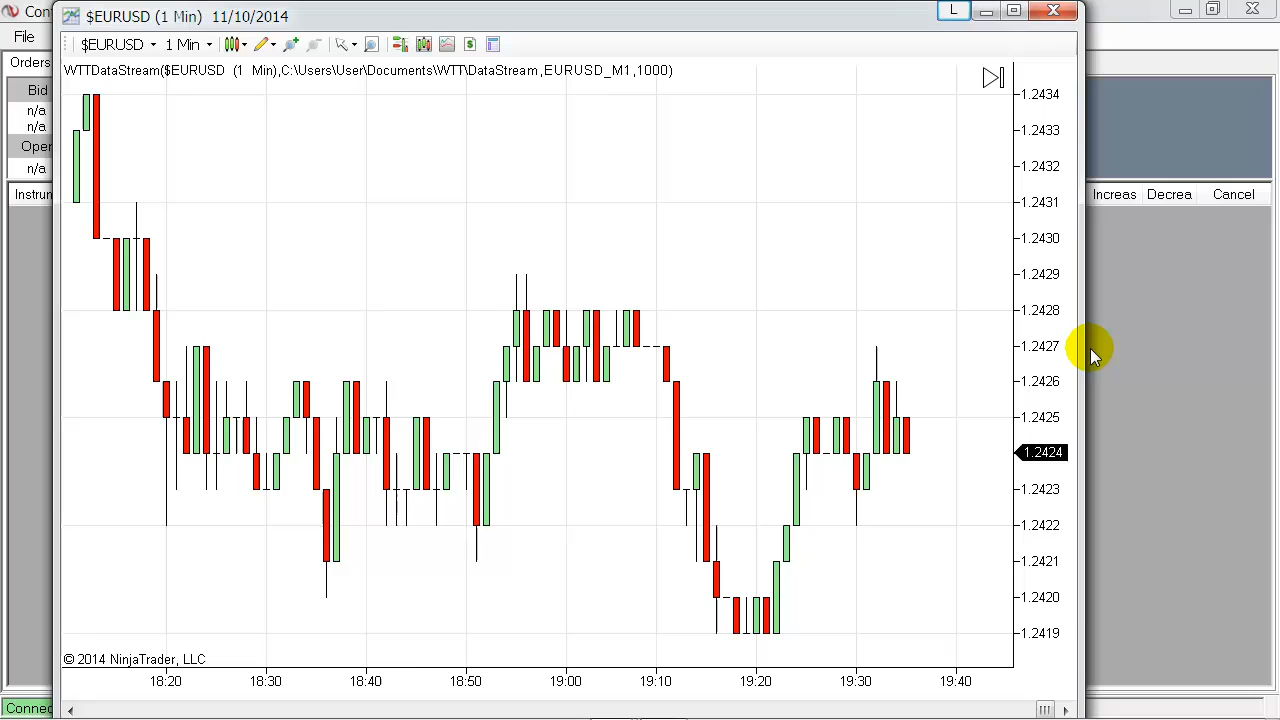 Con
$EURUSD (1 Min) 11/10/2014
L
File
$EURUSD 1 Min
Orders
WTTDataStream($EURUSD (1 Min),C:\Users\User\Documents\WTT\DataStream,EURUSD_M1,1000)
Bid
n/a
n/a
Oper
n/a
Instrum
Increas Decrea Cancel
1.2434
1.2433
1.2432
1.2431
1.2430
1.2429
1.2428
1.2427
1.2426
1.2425
1.2424
1.2423
1.2422
1.2421
1.2420
1.2419
© 2014 NinjaTrader, LLC
18:20 18:30 18:40 18:50 19:00 19:10 19:20 19:30 19:40
Connec